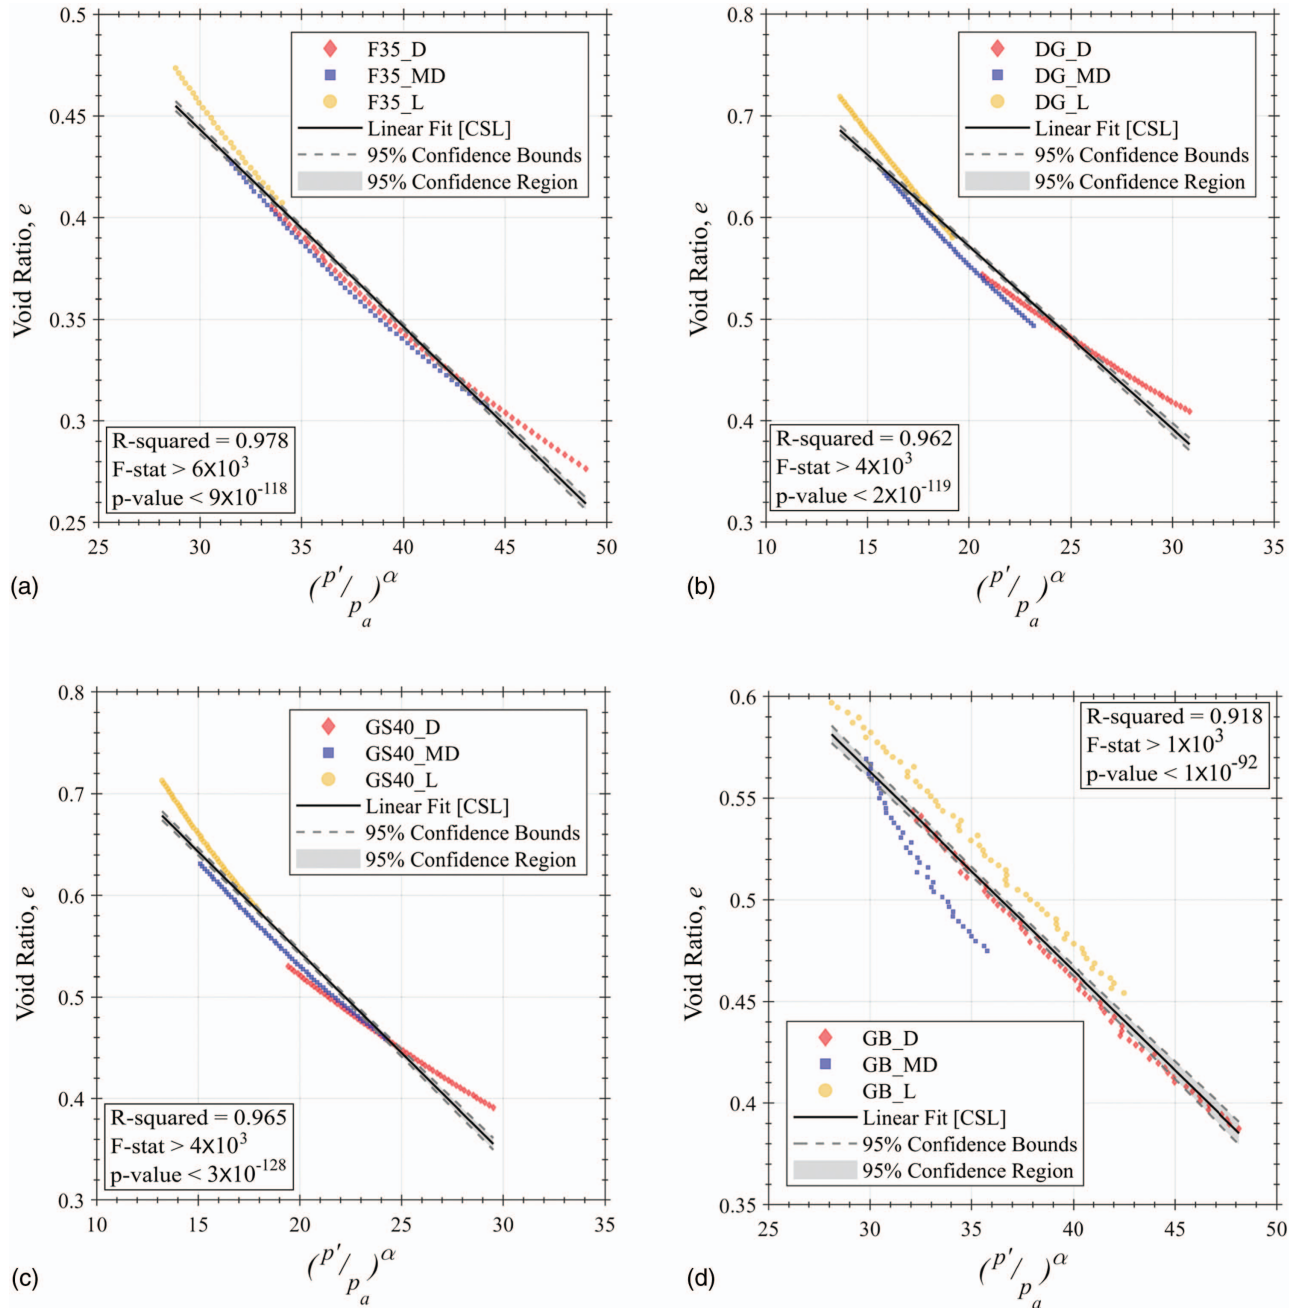 0.5
0.45
0.4
0.35
0.3
0.25
Void Ratio, e
F35_D
F35_MD
F35_L
Linear Fit [CSL]
95% Confidence Bounds
95% Confidence Region
R-squared = 0.978
F-stat > 6X10^3
p-value < 9X10^-118
25 30 35 40 45 50
(a)
(p'/p_a)^α
0.8
0.7
0.6
0.5
0.4
0.3
Void Ratio, e
DG_D
DG_MD
DG_L
Linear Fit [CSL]
95% Confidence Bounds
95% Confidence Region
R-squared = 0.962
F-stat > 4X10^3
p-value < 2X10^-119
10 15 20 25 30 35
(b)
(p'/p_a)^α
0.8
0.7
0.6
0.5
0.4
0.3
Void Ratio, e
GS40_D
GS40_MD
GS40_L
Linear Fit [CSL]
95% Confidence Bounds
95% Confidence Region
R-squared = 0.965
F-stat > 4X10^3
p-value < 3X10^-128
10 15 20 25 30 35
(c)
(p'/p_a)^α
0.6
0.55
0.5
0.45
0.4
0.35
Void Ratio, e
R-squared = 0.918
F-stat > 1X10^3
p-value < 1X10^-92
GB_D
GB_MD
GB_L
Linear Fit [CSL]
95% Confidence Bounds
95% Confidence Region
25 30 35 40 45 50
(d)
(p'/p_a)^α